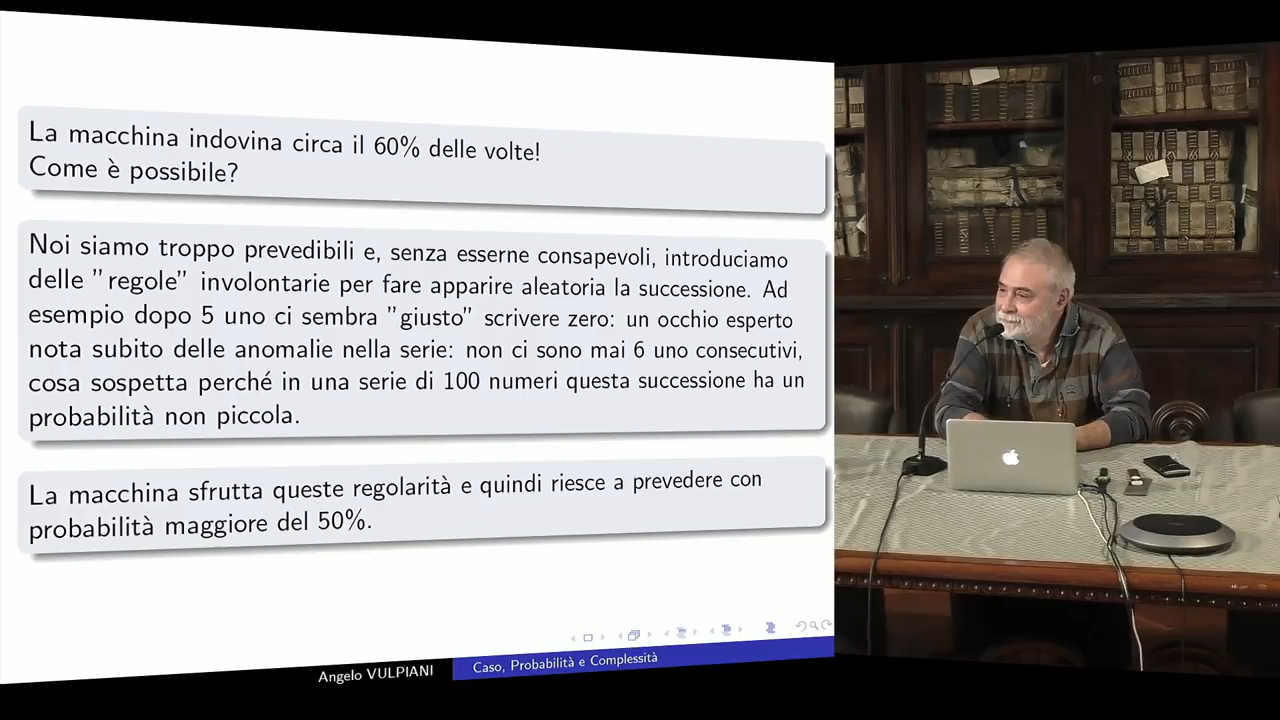 La macchina indovina circa il 60% delle volte!
Come è possibile?
Noi siamo troppo prevedibili e, senza esserne consapevoli, introduciamo
delle "regole" involontarie per fare apparire aleatoria la successione. Ad
esempio dopo 5 uno ci sembra "giusto" scrivere zero: un occhio esperto
nota subito delle anomalie nella serie: non ci sono mai 6 uno consecutivi,
cosa sospetta perché in una serie di 100 numeri questa successione ha un
probabilità non piccola.
La macchina sfrutta queste regolarità e quindi riesce a prevedere con
probabilità maggiore del 50%.
Angelo VULPIANI
Caso, Probabilità e Complessità